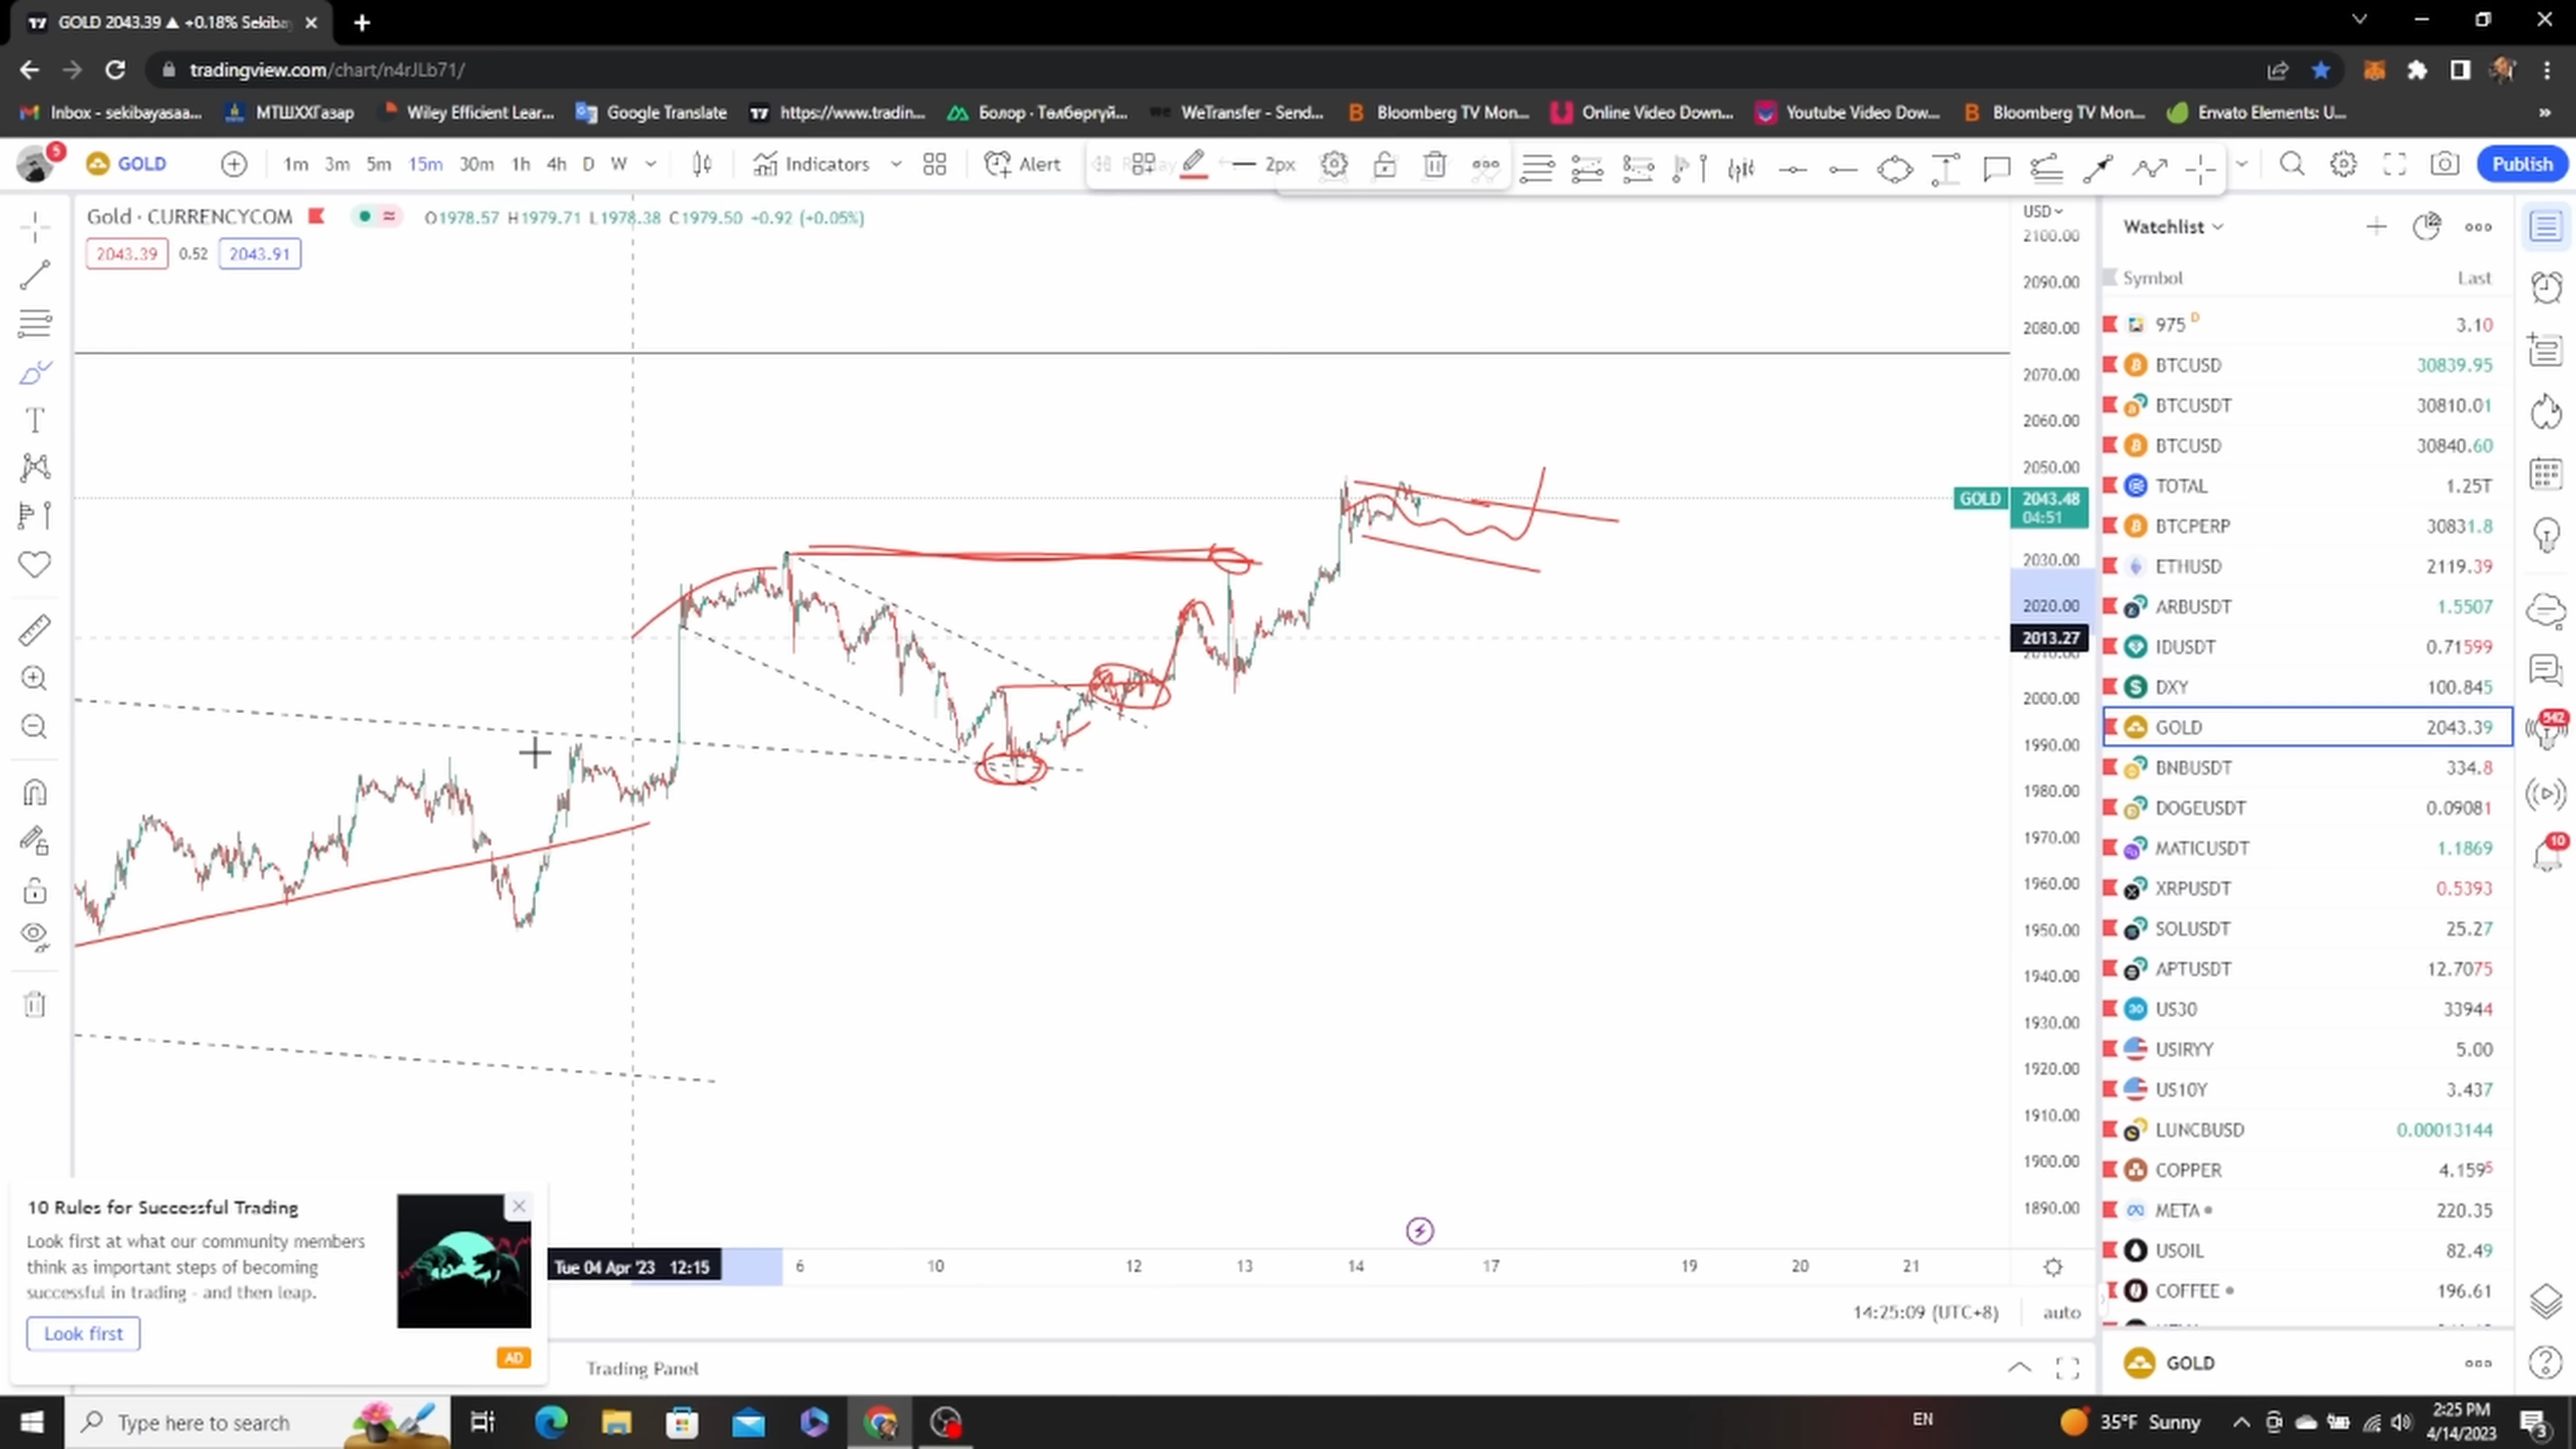 GOLD 2043.39 ▲ +0.18% Sekiba
tradingview.com/chart/n4rJLb71/
Inbox - sekibayasaa... МТШХХГазар Wiley Efficient Lear... Google Translate https://www.tradin... Болор · Төлбөргүй... WeTransfer - Send... Bloomberg TV Mon... Online Video Down... Youtube Video Dow... Bloomberg TV Mon... Envato Elements: U... »
5 GOLD 1m 3m 5m 15m 30m 1h 4h D W Indicators Alert 2px Publish
Gold · CURRENCYCOM O1978.57 H1979.71 L1978.38 C1979.50 +0.92 (+0.05%)
2043.39 0.52 2043.91
USD
2100.00
2090.00
2080.00
2070.00
2060.00
2050.00
GOLD 2043.48
04:51
2030.00
2020.00
2013.27
2000.00
1990.00
1980.00
1970.00
1960.00
1950.00
1940.00
1930.00
1920.00
1910.00
1900.00
1890.00
Watchlist
Symbol Last
975 D 3.10
BTCUSD 30839.95
BTCUSDT 30810.01
BTCUSD 30840.60
TOTAL 1.25T
BTCPERP 30831.8
ETHUSD 2119.39
ARBUSDT 1.5507
IDUSDT 0.71599
DXY 100.845
GOLD 2043.39
BNBUSDT 334.8
DOGEUSDT 0.09081
MATICUSDT 1.1869
XRPUSDT 0.5393
SOLUSDT 25.27
APTUSDT 12.7075
US30 33944
USIRYY 5.00
US10Y 3.437
LUNCBUSD 0.00013144
COPPER 4.1595
META 220.35
USOIL 82.49
COFFEE 196.61
GOLD
542
10
10 Rules for Successful Trading
Look first at what our community members
think as important steps of becoming
successful in trading - and then leap.
Look first
AD
Tue 04 Apr '23 12:15 6 10 12 13 14 17 19 20 21
14:25:09 (UTC+8) auto
Trading Panel
Type here to search
EN
35°F Sunny
2:25 PM
4/14/2023
3